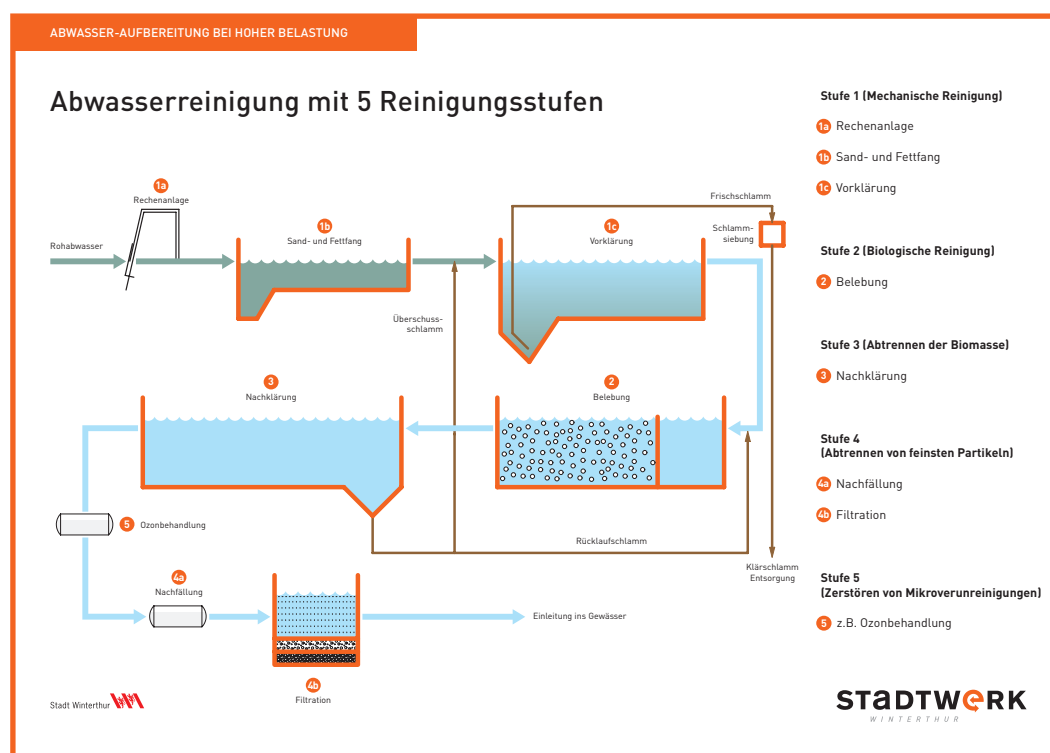 ABWASSER-AUFBEREITUNG BEI HOHER BELASTUNG
Abwasserreinigung mit 5 Reinigungsstufen
1a
Rechenanlage
Rohabwasser
1b
Sand- und Fettfang
1c
Vorklärung
Frischschlamm
Schlamm-
siebung
Überschuss-
schlamm
3
Nachklärung
2
Belebung
5 Ozonbehandlung
Rücklaufschlamm
Klärschlamm
Entsorgung
4a
Nachfällung
Einleitung ins Gewässer
4b
Filtration
Stufe 1 (Mechanische Reinigung)
1a Rechenanlage
1b Sand- und Fettfang
1c Vorklärung
Stufe 2 (Biologische Reinigung)
2 Belebung
Stufe 3 (Abtrennen der Biomasse)
3 Nachklärung
Stufe 4
(Abtrennen von feinsten Partikeln)
4a Nachfällung
4b Filtration
Stufe 5
(Zerstören von Mikroverunreinigungen)
5 z.B. Ozonbehandlung
Stadt Winterthur
STADTWERK
WINTERTHUR